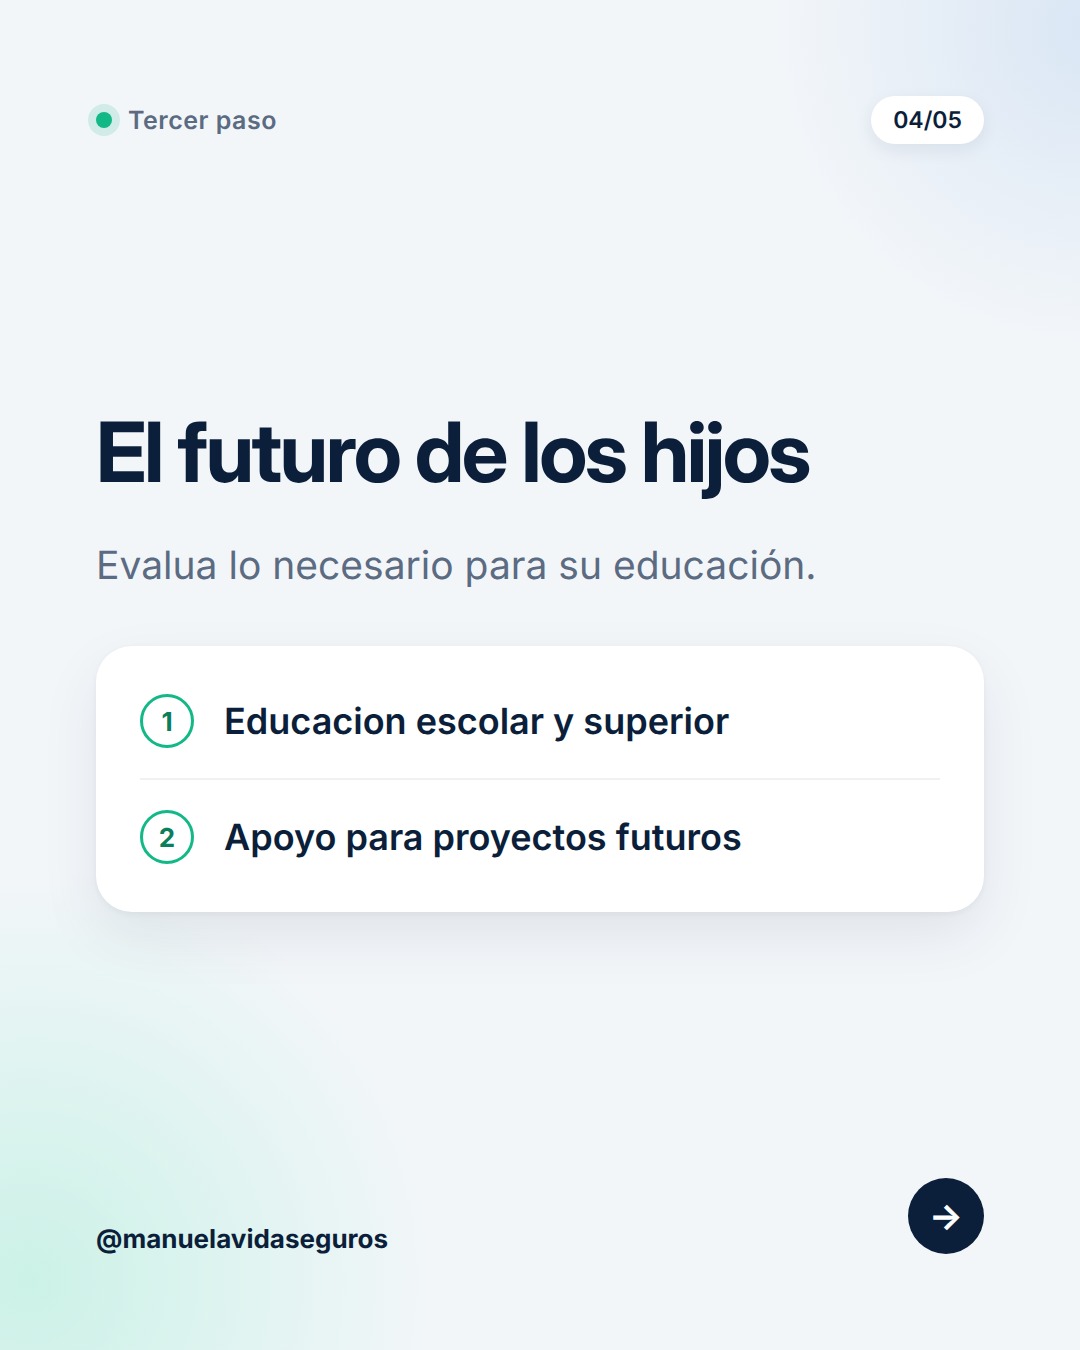 Tercer paso
04/05
El futuro de los hijos
Evalua lo necesario para su educación.
1 Educacion escolar y superior
2 Apoyo para proyectos futuros
@manuelavidaseguros